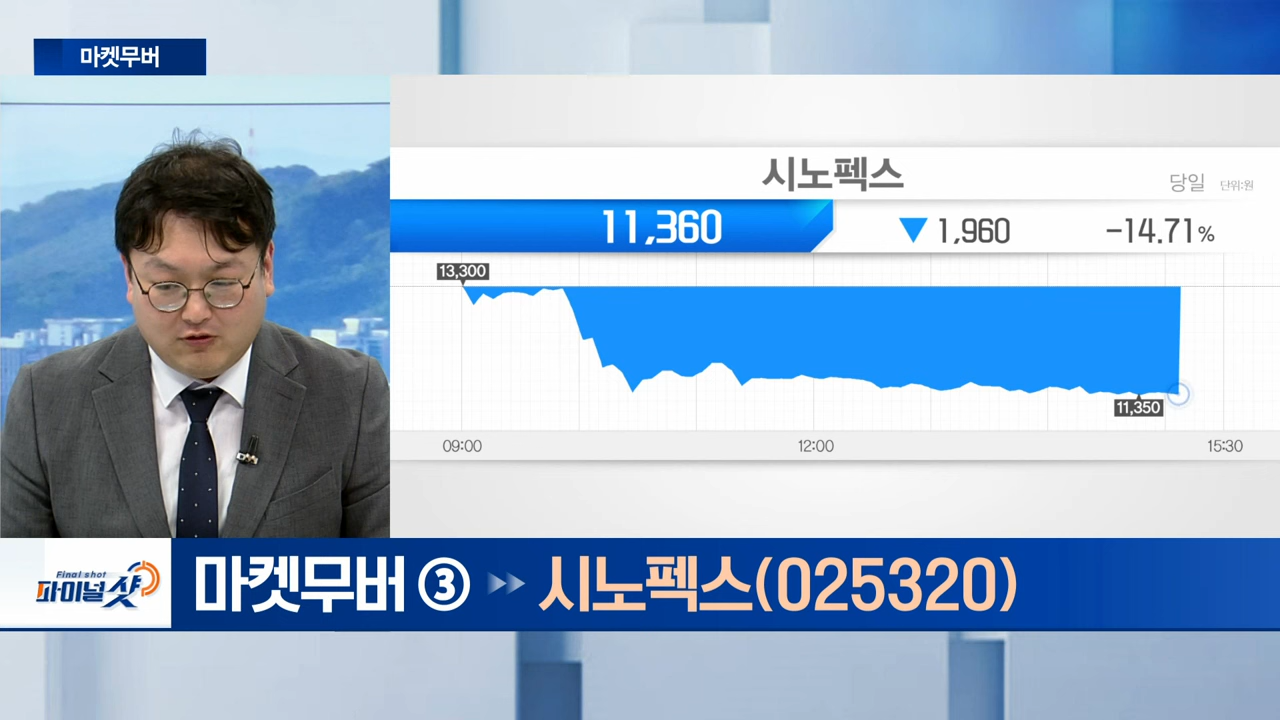 마켓무버
시노펙스
당일 단위:원
11,360 ▼ 1,960 -14.71%
13,300
11,350
09:00 12:00 15:30
Final shot
파이널샷
마켓무버 ③ 시노펙스(025320)